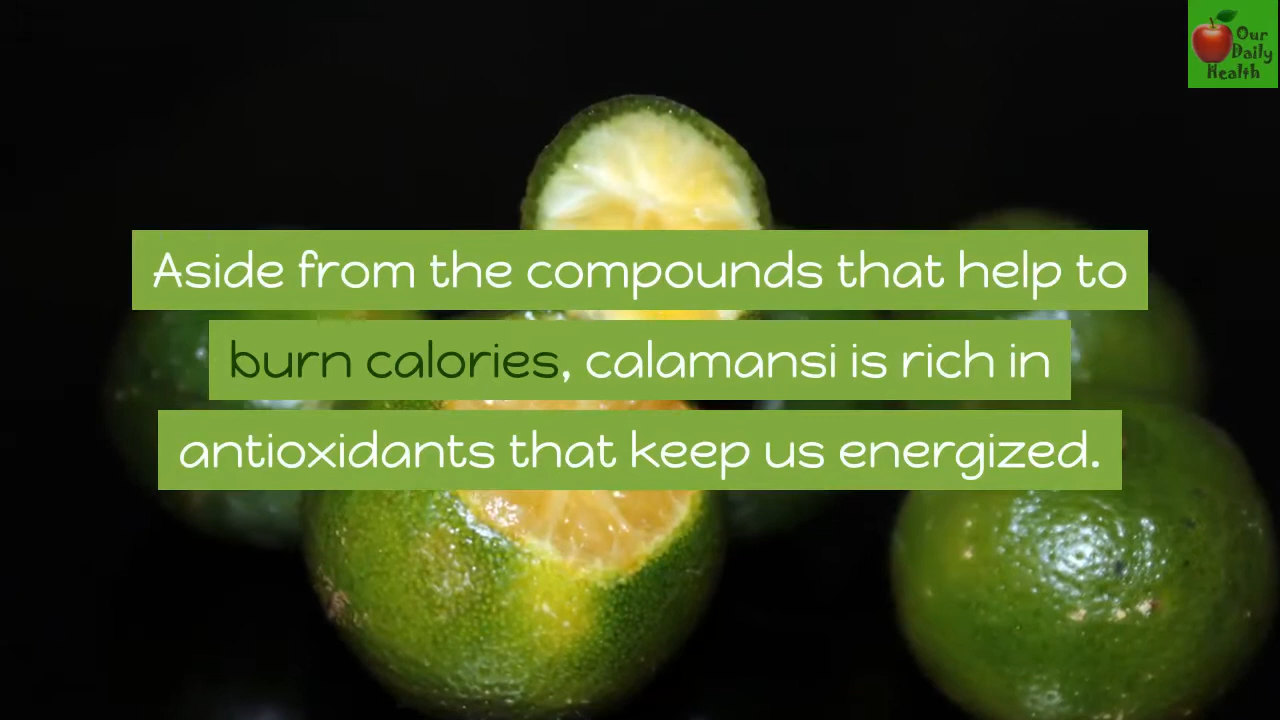 Our
Daily
Health
Aside from the compounds that help to
burn calories, calamansi is rich in
antioxidants that keep us energized.